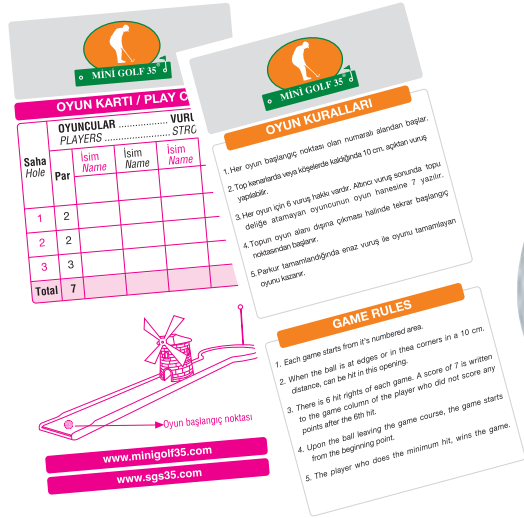 MİNİ GOLF 35
OYUN KARTI / PLAY C
OYUNCULAR .................. VURU
PLAYERS ...................... STRO
Saha
Hole
Par
İsim
Name
İsim
Name
İsim
Name
1 2
2 2
3 3
Total 7
Oyun başlangıç noktası
www.minigolf35.com
www.sgs35.com
MİNİ GOLF 35
OYUN KURALLARI
1. Her oyun başlangıç noktası olan numaralı alandan başlar.
2. Top kenarlarda veya köşelerde kaldığında 10 cm. açıktan vuruş
yapılabilir.
3. Her oyun için 6 vuruş hakkı vardır. Altıncı vuruş sonunda topu
deliğe atamayan oyuncunun oyun hanesine 7 yazılır.
4. Topun oyun alanı dışına çıkması halinde tekrar başlangıç
noktasından başlanır.
5. Parkur tamamlandığında enaz vuruş ile oyunu tamamlayan
oyunu kazanır.
GAME RULES
1. Each game starts from it's numbered area.
2. When the ball is at edges or in thea corners in a 10 cm.
distance, can be hit in this opening.
3. There is 6 hit rights of each game. A score of 7 is written
to the game column of the player who did not score any
points after the 6th hit.
4. Upon the ball leaving the game course, the game starts
from the beginning point.
5. The player who does the minimum hit, wins the game.